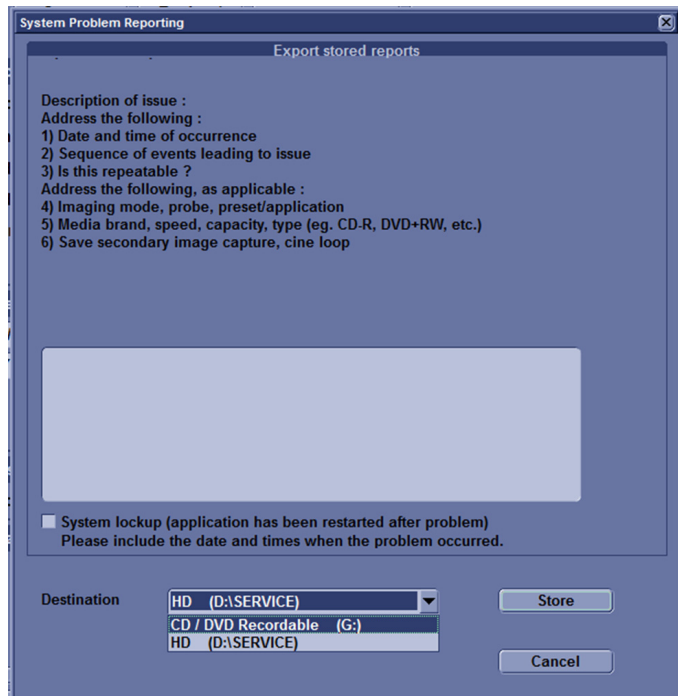 System Problem Reporting
Export stored reports
Description of issue :
Address the following :
1) Date and time of occurrence
2) Sequence of events leading to issue
3) Is this repeatable ?
Address the following, as applicable :
4) Imaging mode, probe, preset/application
5) Media brand, speed, capacity, type (eg. CD-R, DVD+RW, etc.)
6) Save secondary image capture, cine loop
System lockup (application has been restarted after problem)
Please include the date and times when the problem occurred.
Destination
HD (D:\SERVICE)
Store
CD / DVD Recordable (G:)
HD (D:\SERVICE)
Cancel